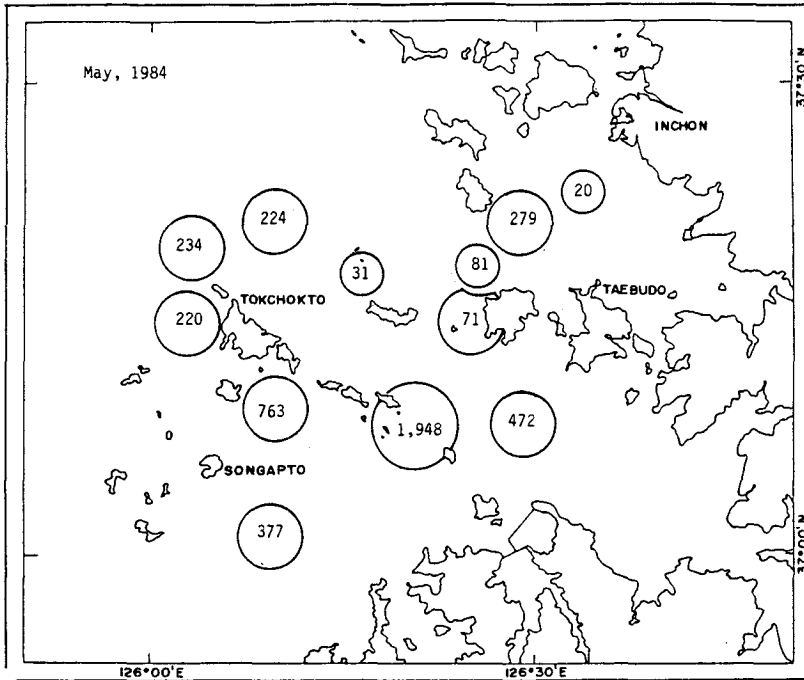 May, 1984
37°30' N
INCHON
20
224
279
234
31
81
TOKCHOKTO
TAEBUDO
220
71
763
1,948
472
SONGAPTO
377
37°00' N
126°00'E
126°30'E